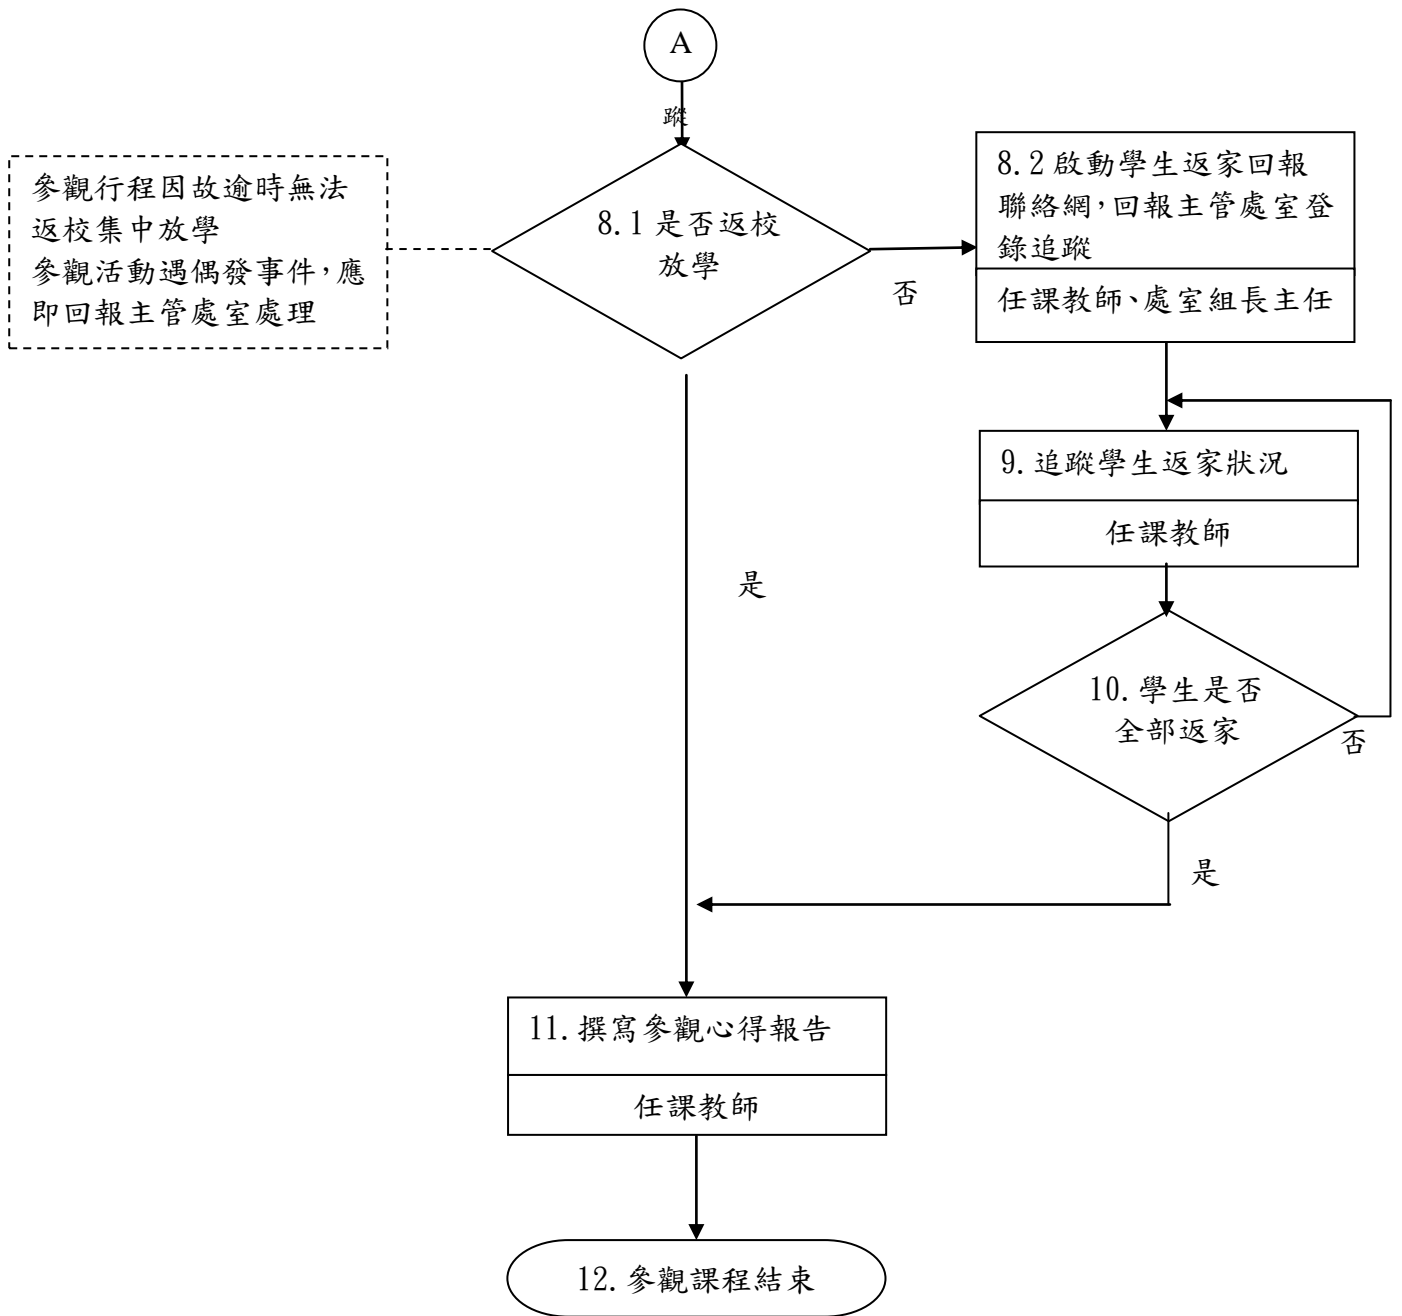 A
蹤
參觀行程因故逾時無法
返校集中放學
參觀活動遇偶發事件，應
即回報主管處室處理
8.1 是否返校
放學
否
8.2 啟動學生返家回報
聯絡網，回報主管處室登
錄追蹤
任課教師、處室組長主任
9.追蹤學生返家狀況
任課教師
是
10.學生是否
全部返家
否
是
11.撰寫參觀心得報告
任課教師
12.參觀課程結束